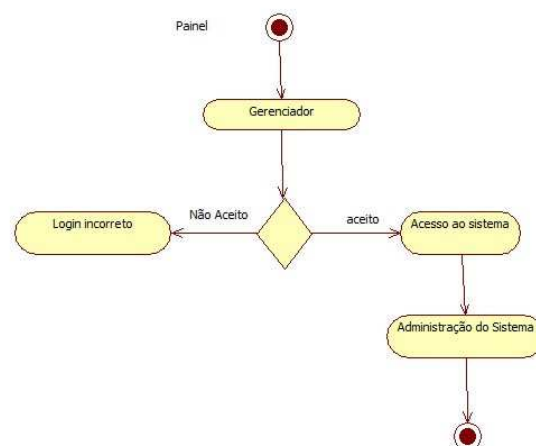 Painel
Gerenciador
Não Aceito
aceito
Login incorreto
Acesso ao sistema
Administração do Sistema